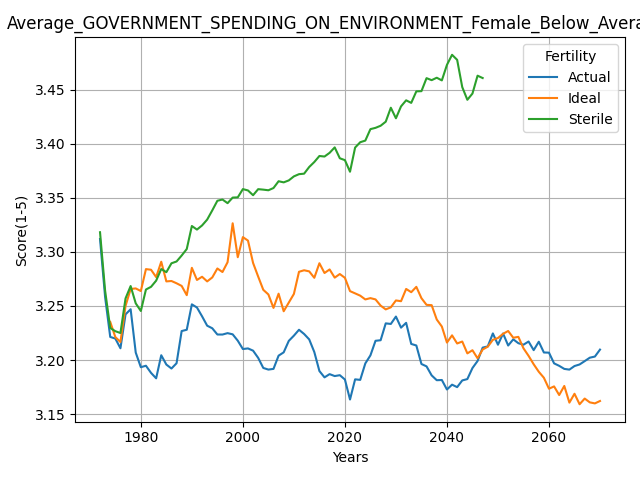 Average_GOVERNMENT_SPENDING_ON_ENVIRONMENT_Female_Below_Avera
Fertility
Actual
Ideal
Sterile
3.45
3.40
3.35
3.30
3.25
3.20
3.15
Score(1-5)
1980 2000 2020 2040 2060
Years